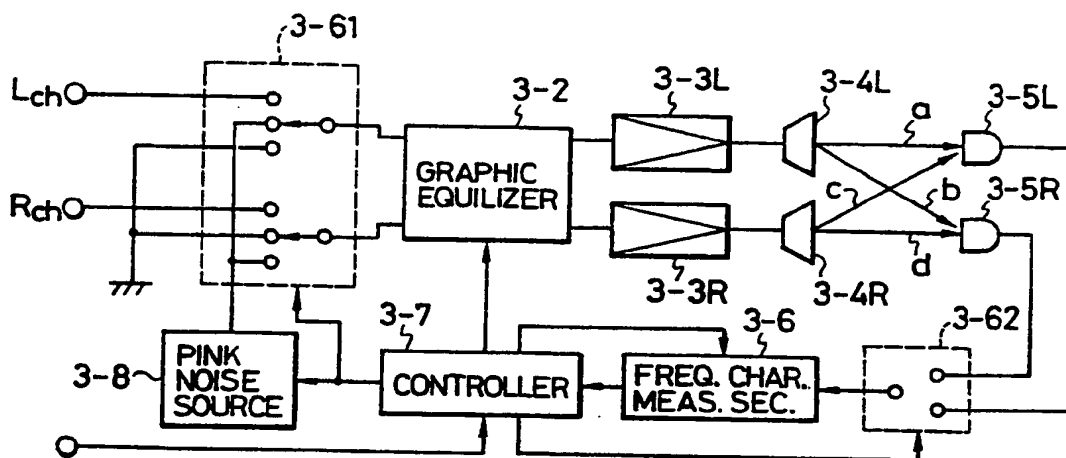 3-61
Lch
3-2
3-3L
3-4L
3-5L
a
GRAPHIC
EQUILIZER
c
b
3-5R
Rch
d
3-3R
3-4R
3-7
3-6
3-62
3-8
PINK
NOISE
SOURCE
CONTROLLER
FREQ. CHAR.
MEAS. SEC.